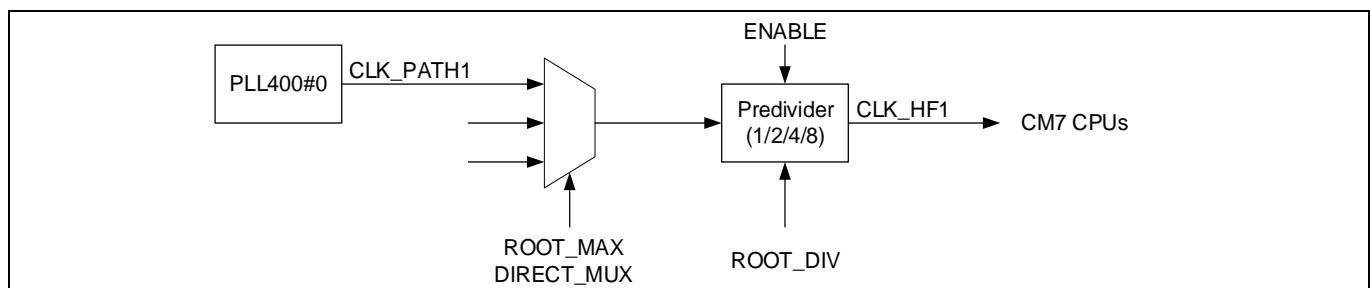 ENABLE
PLL400#0
CLK_PATH1
Predivider
(1/2/4/8)
CLK_HF1
CM7 CPUs
ROOT_MAX
DIRECT_MUX
ROOT_DIV